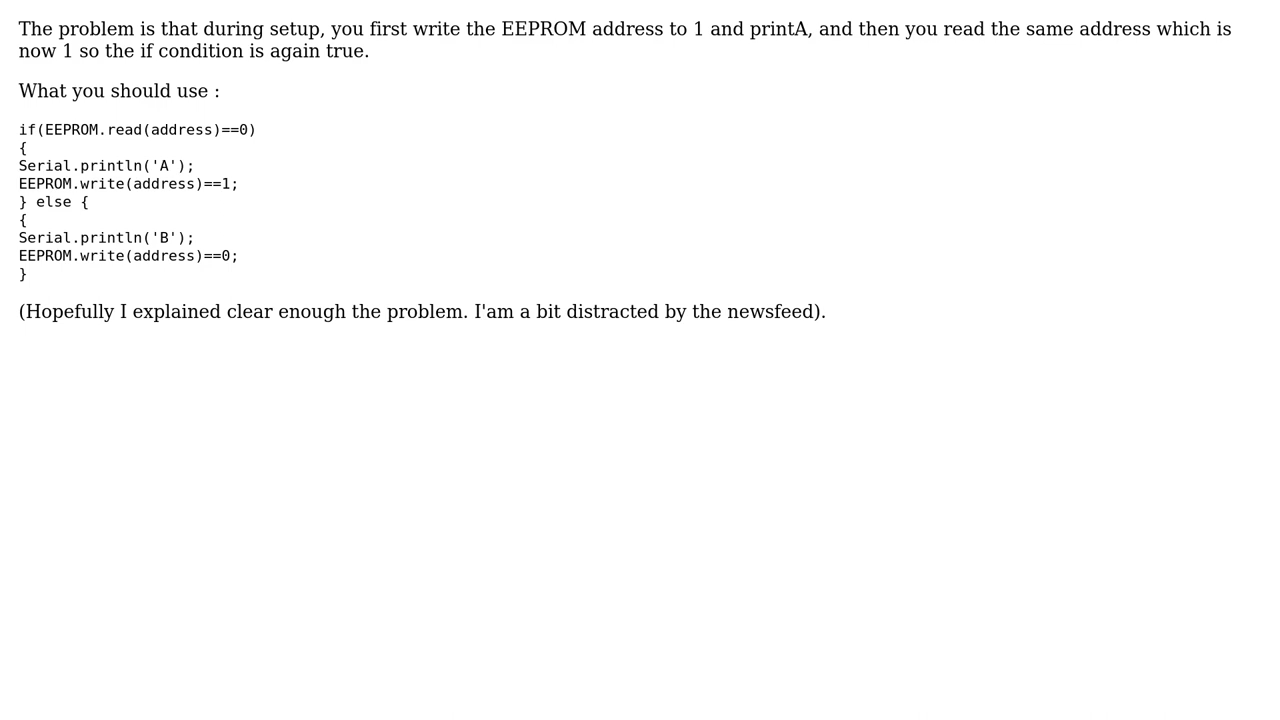 The problem is that during setup, you first write the EEPROM address to 1 and printA, and then you read the same address which is
now 1 so the if condition is again true.
What you should use :
if(EEPROM.read(address)==0)
{
Serial.println('A');
EEPROM.write(address)==1;
} else {
{
Serial.println('B');
EEPROM.write(address)==0;
}
(Hopefully I explained clear enough the problem. I'am a bit distracted by the newsfeed).